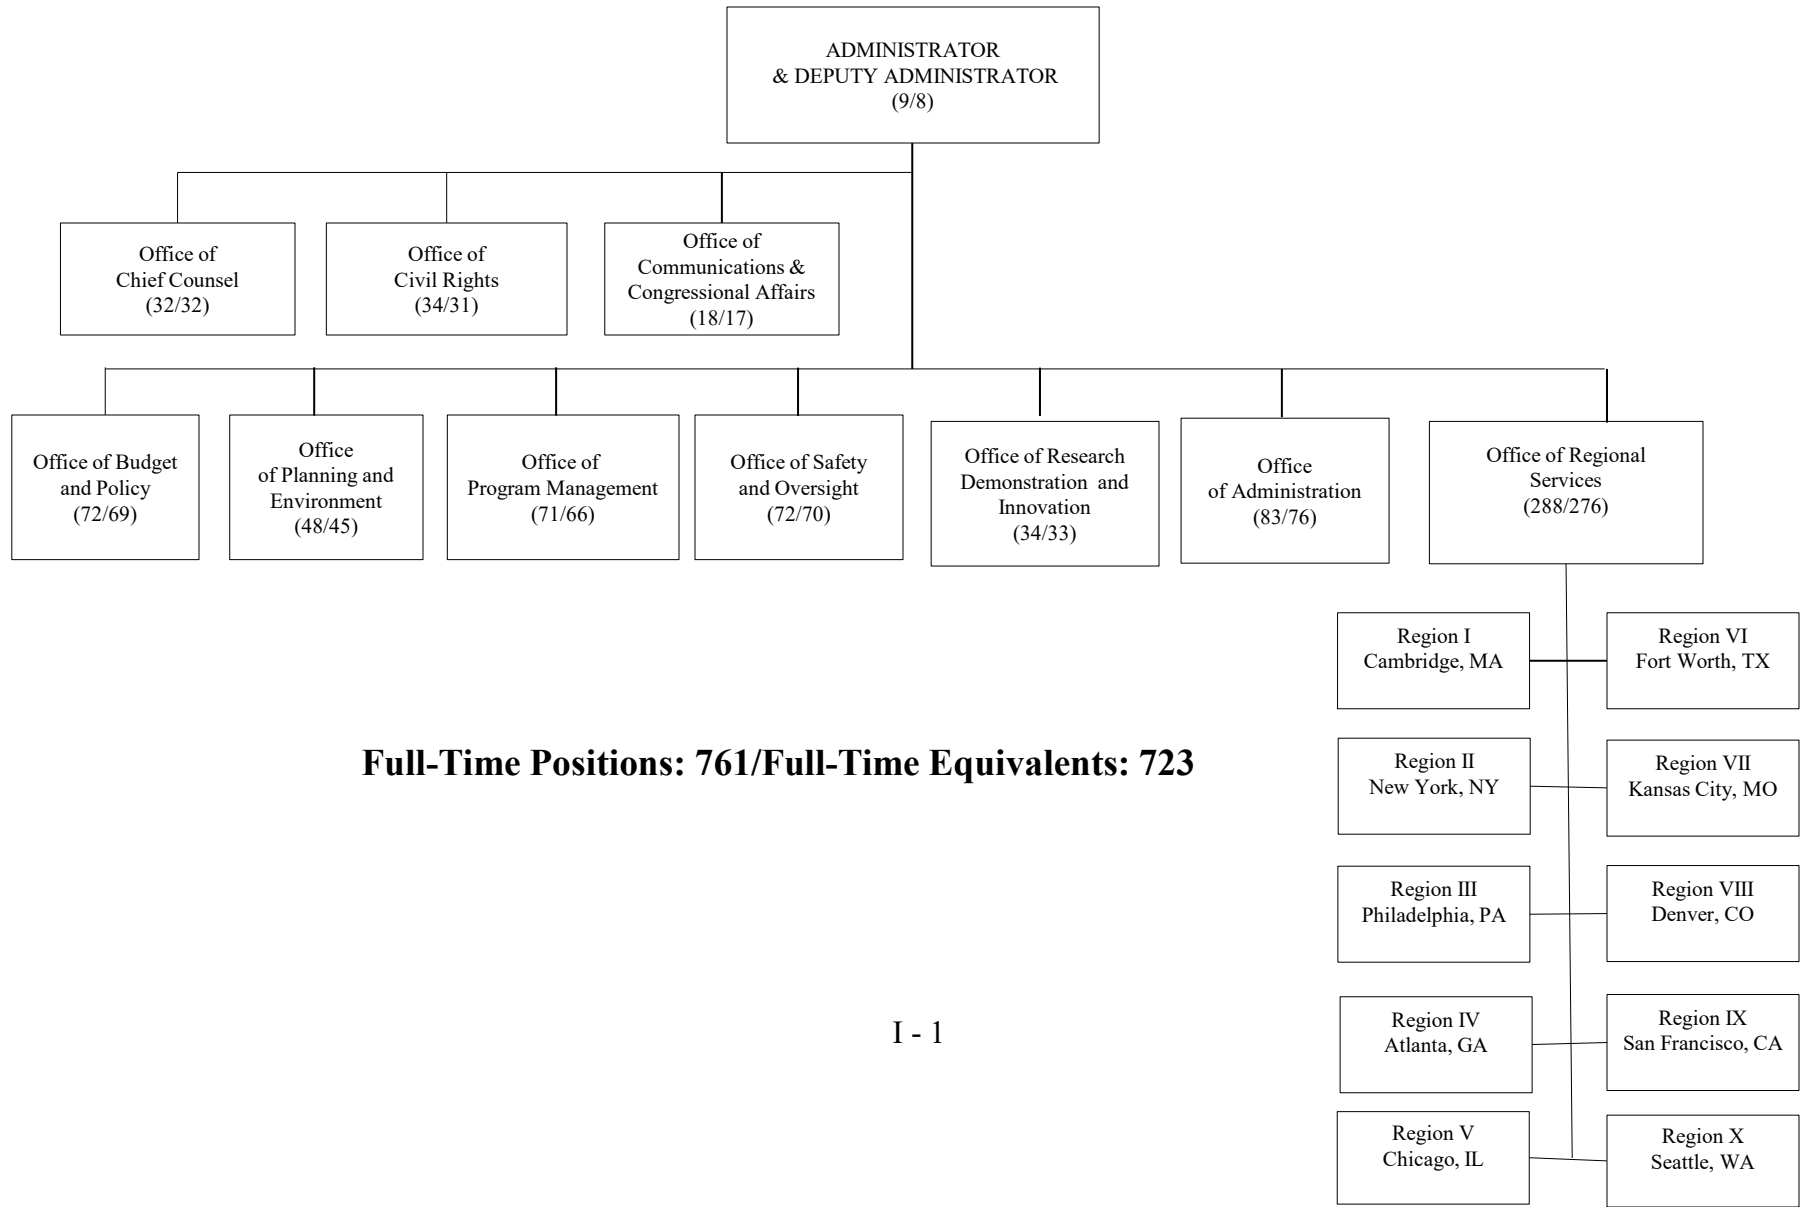 ADMINISTRATOR
& DEPUTY ADMINISTRATOR
(9/8)
Office of
Chief Counsel
(32/32)
Office of
Civil Rights
(34/31)
Office of
Communications &
Congressional Affairs
(18/17)
Office of Budget
and Policy
(72/69)
Office
of Planning and
Environment
(48/45)
Office of
Program Management
(71/66)
Office of Safety
and Oversight
(72/70)
Office of Research
Demonstration and
Innovation
(34/33)
Office
of Administration
(83/76)
Office of Regional
Services
(288/276)
Region I
Cambridge, MA
Region VI
Fort Worth, TX
Full-Time Positions: 761/Full-Time Equivalents: 723
Region II
New York, NY
Region VII
Kansas City, MO
Region III
Philadelphia, PA
Region VIII
Denver, CO
Region IV
Atlanta, GA
Region IX
San Francisco, CA
I - 1
Region V
Chicago, IL
Region X
Seattle, WA